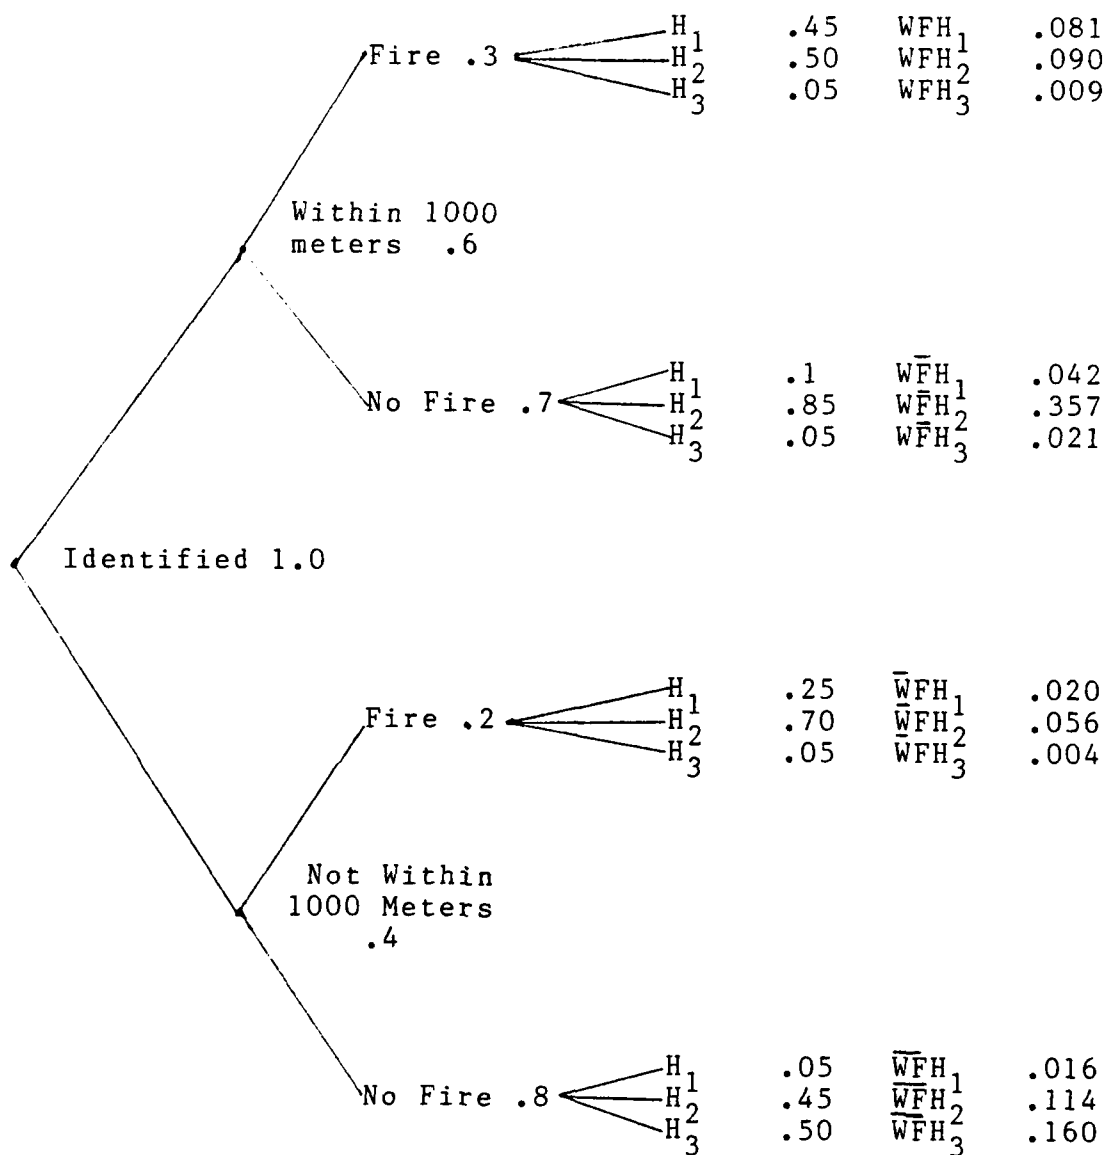 Fire .3
H₁ .45 WFH₁ .081
H₂ .50 WFH₂ .090
H₃ .05 WFH₃ .009
Within 1000
meters .6
No Fire .7
H₁ .1 WF̄H₁ .042
H₂ .85 WF̄H₂ .357
H₃ .05 WF̄H₃ .021
Identified 1.0
Fire .2
H₁ .25 W̄FH₁ .020
H₂ .70 W̄FH₂ .056
H₃ .05 W̄FH₃ .004
Not Within
1000 Meters
.4
No Fire .8
H₁ .05 W̄F̄H₁ .016
H₂ .45 W̄F̄H₂ .114
H₃ .50 W̄F̄H₃ .160